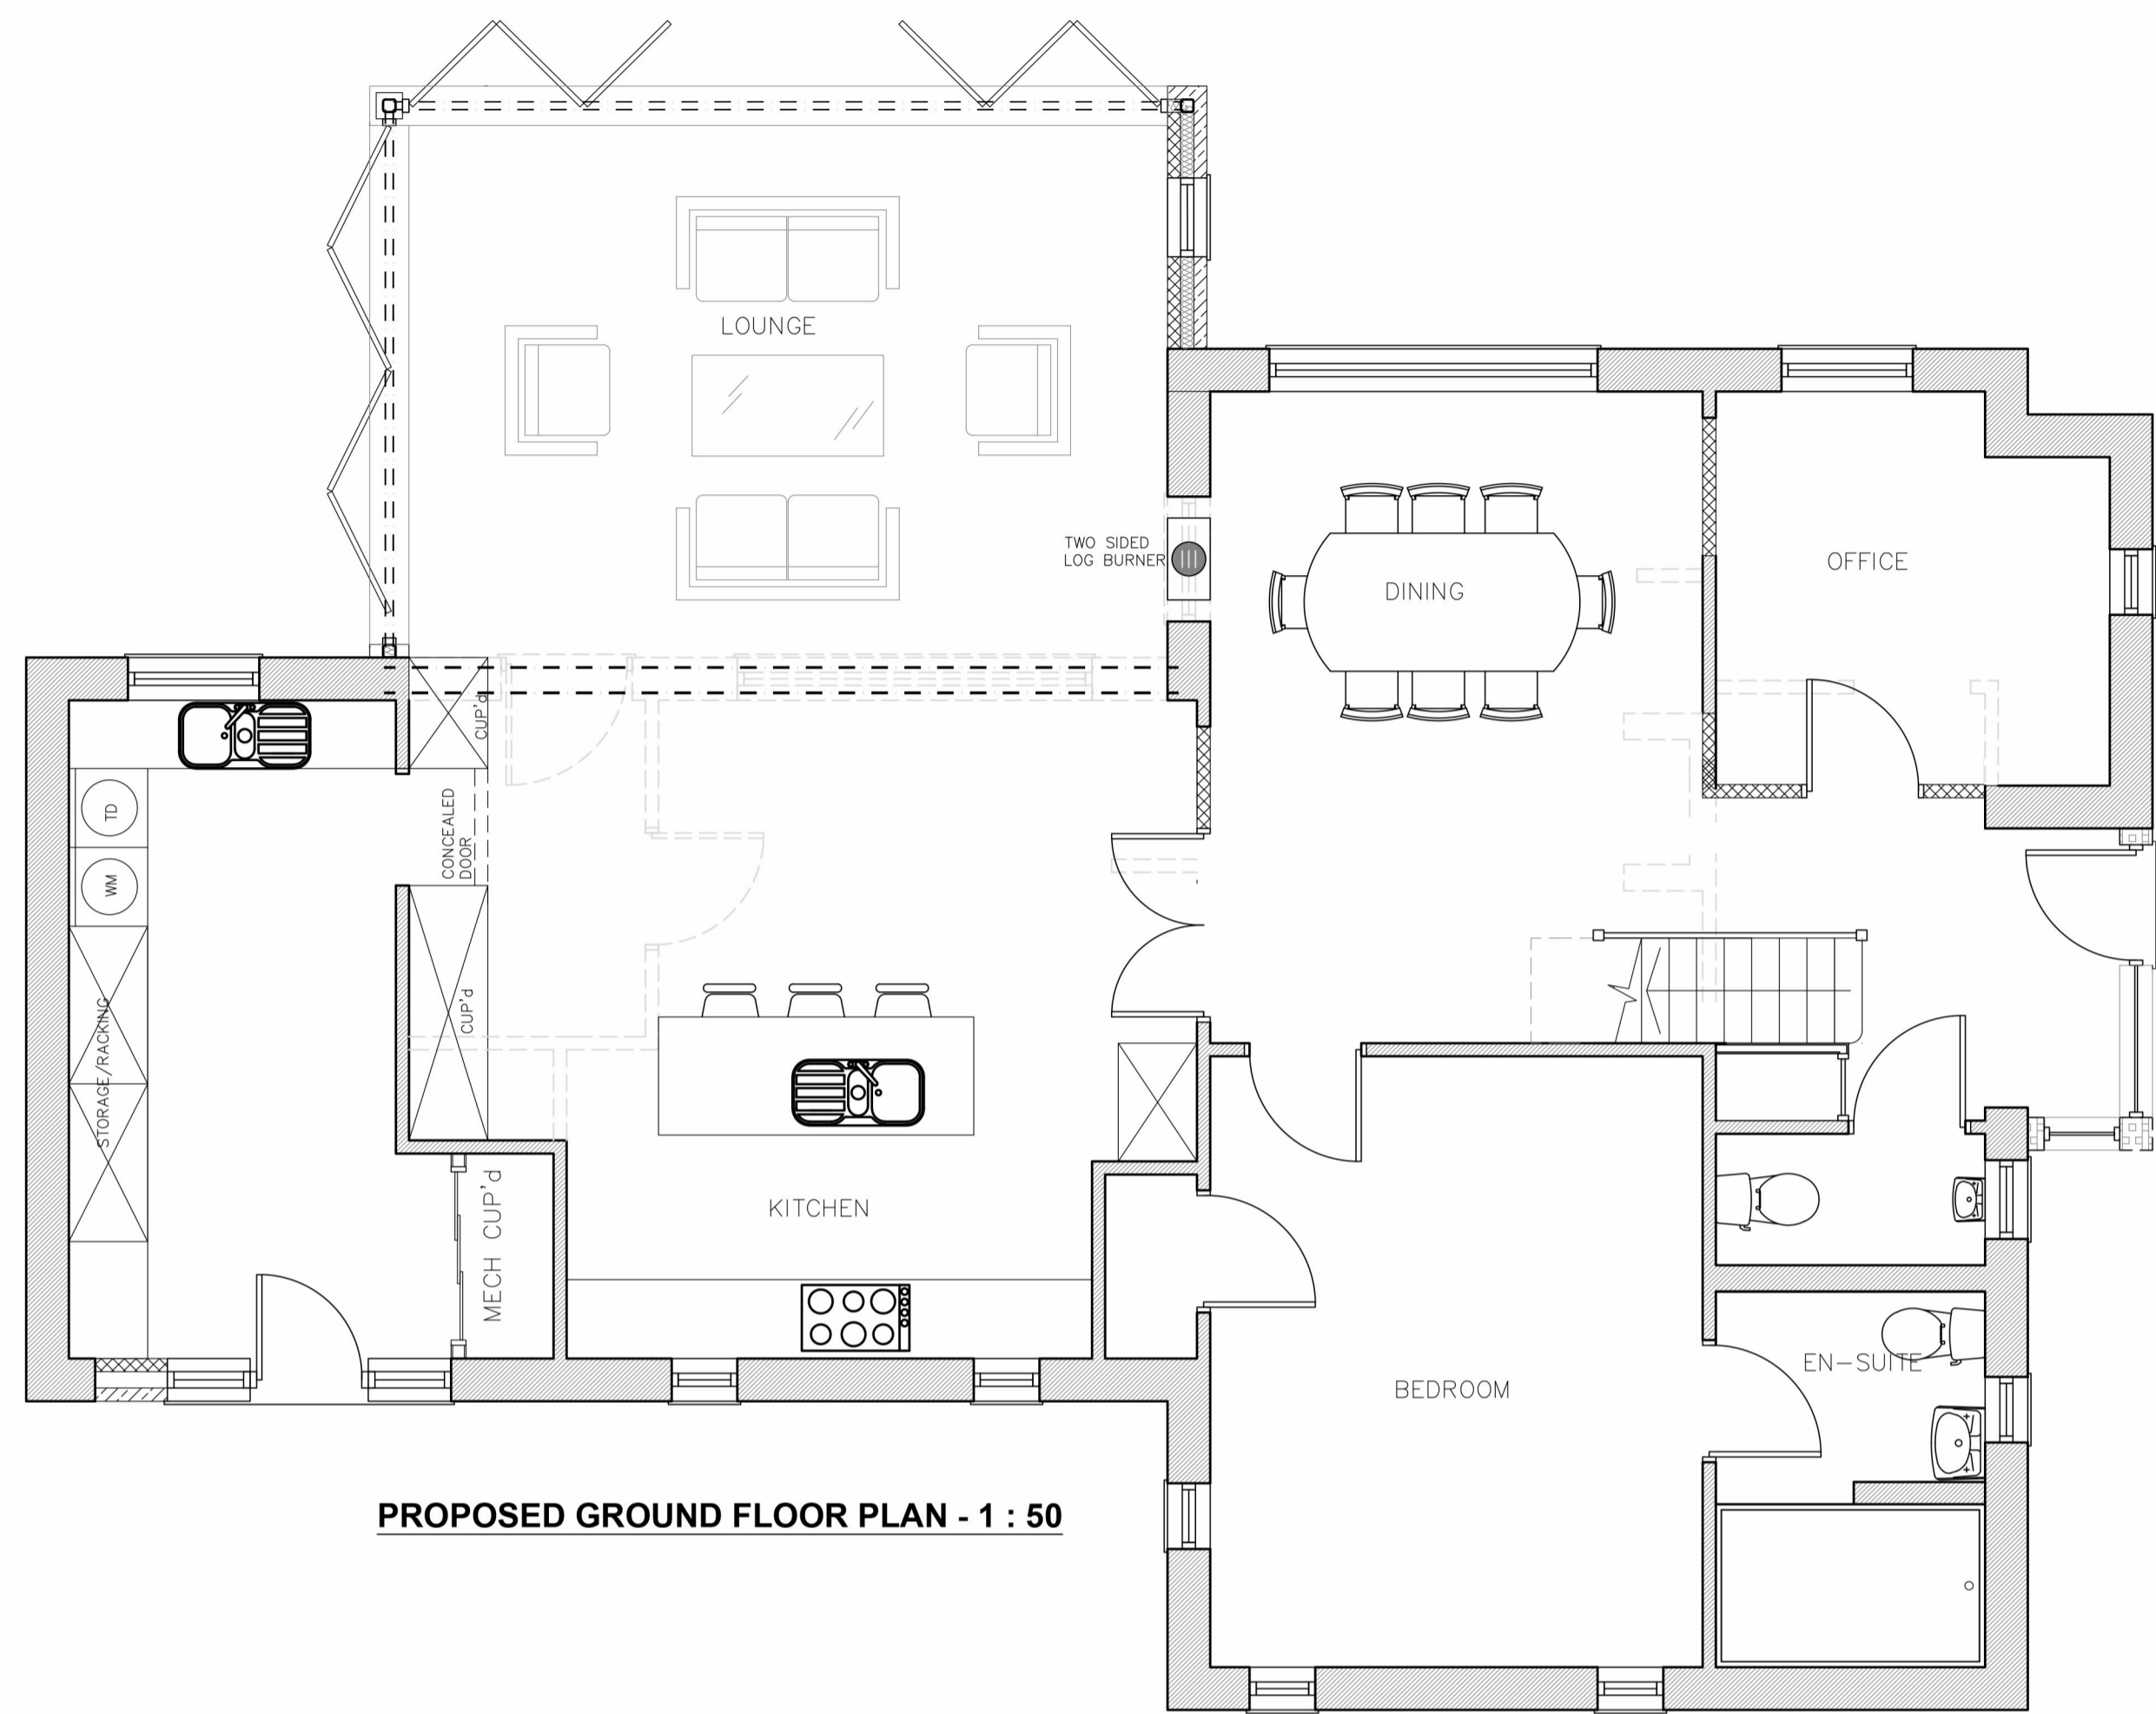 LOUNGE
TWO SIDED
LOG BURNER
DINING
OFFICE
CUP'd
CONCEALED
DOOR
TD
WM
CUP'd
STORAGE/RACKING
MECH CUP'd
KITCHEN
BEDROOM
EN-SUITE
PROPOSED GROUND FLOOR PLAN - 1 : 50